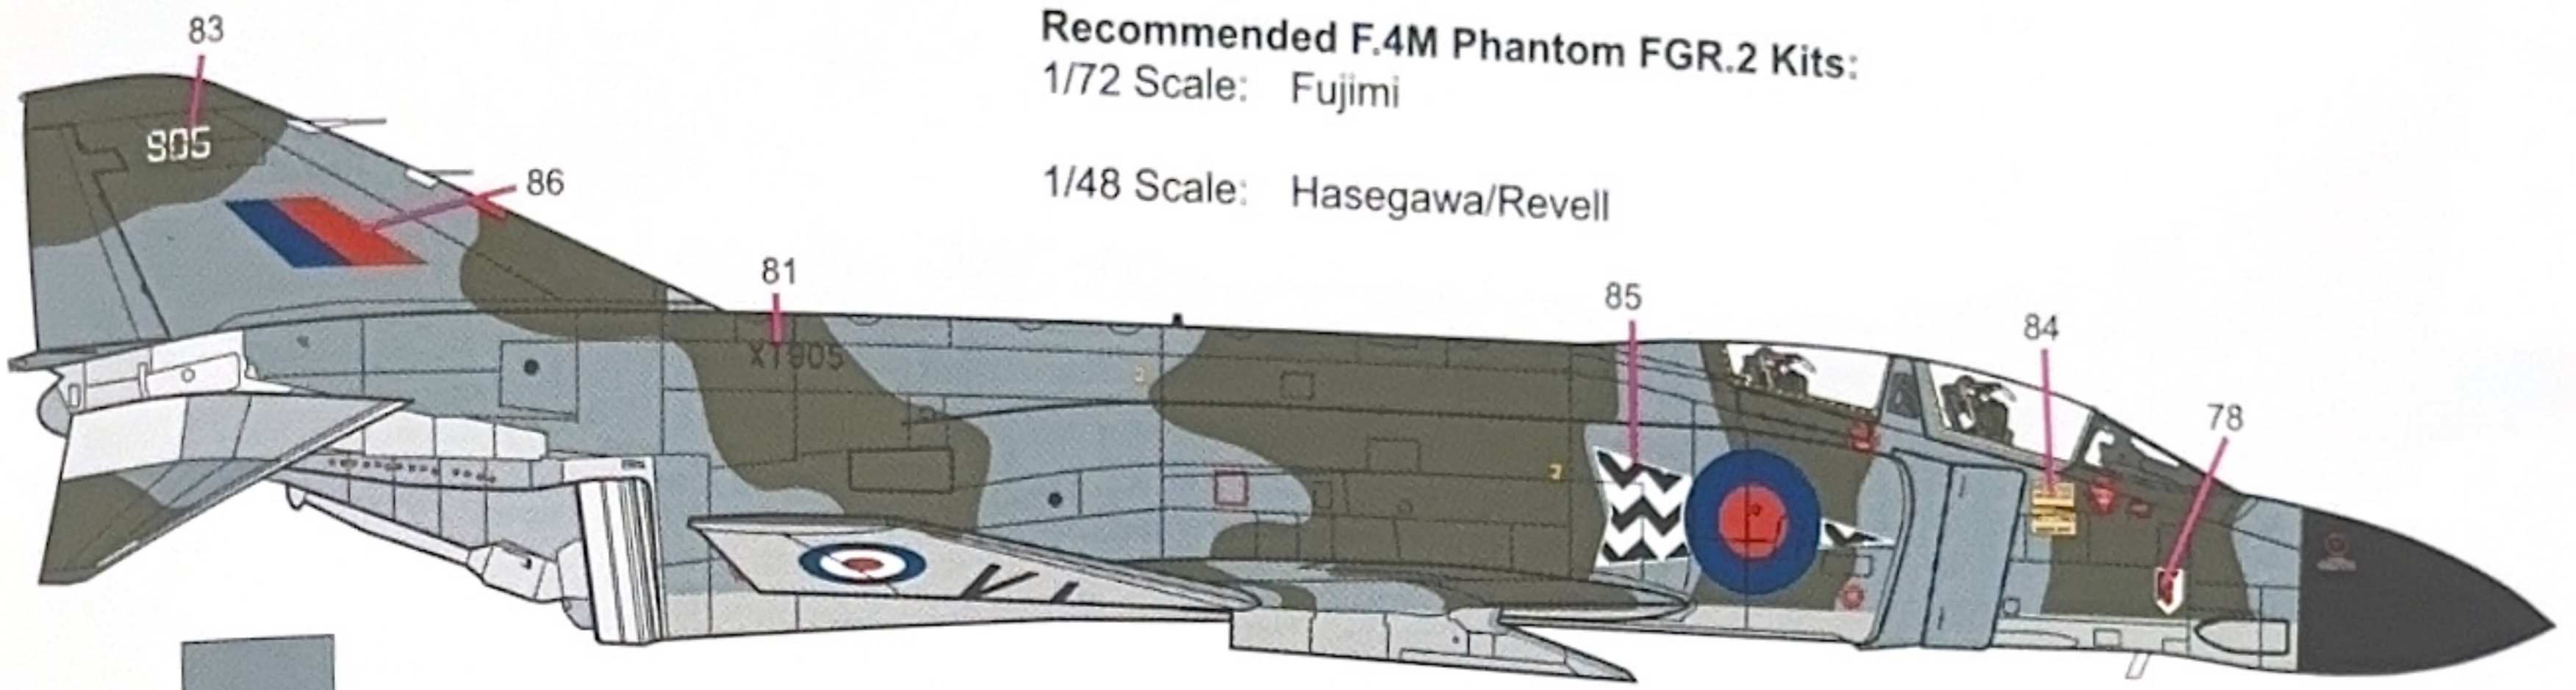 83
Recommended F.4M Phantom FGR.2 Kits:
1/72 Scale: Fujimi
905
86
1/48 Scale: Hasegawa/Revell
81
85
84
XT905
78